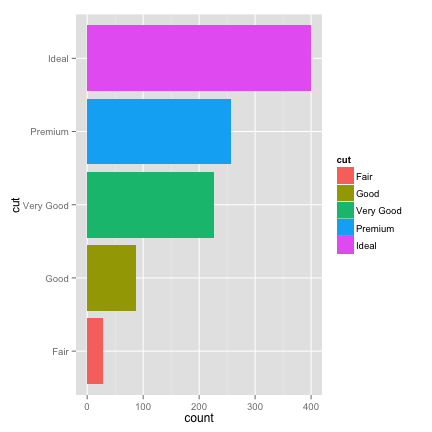 Ideal
Premium
Very Good
Good
Fair
cut
0 100 200 300 400
count
cut
Fair
Good
Very Good
Premium
Ideal